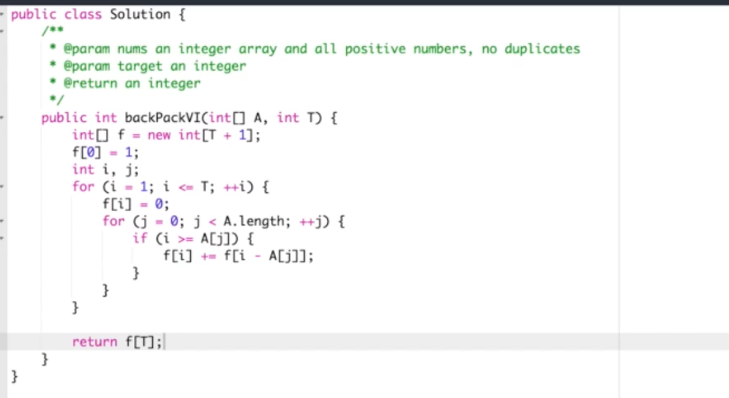 public class Solution {
/**
* @param nums an integer array and all positive numbers, no duplicates
* @param target an integer
* @return an integer
*/
public int backPackVI(int[] A, int T) {
int[] f = new int[T + 1];
f[0] = 1;
int i, j;
for (i = 1; i <= T; ++i) {
f[i] = 0;
for (j = 0; j < A.length; ++j) {
if (i >= A[j]) {
f[i] += f[i - A[j]];
}
}
}
return f[T];
}
}